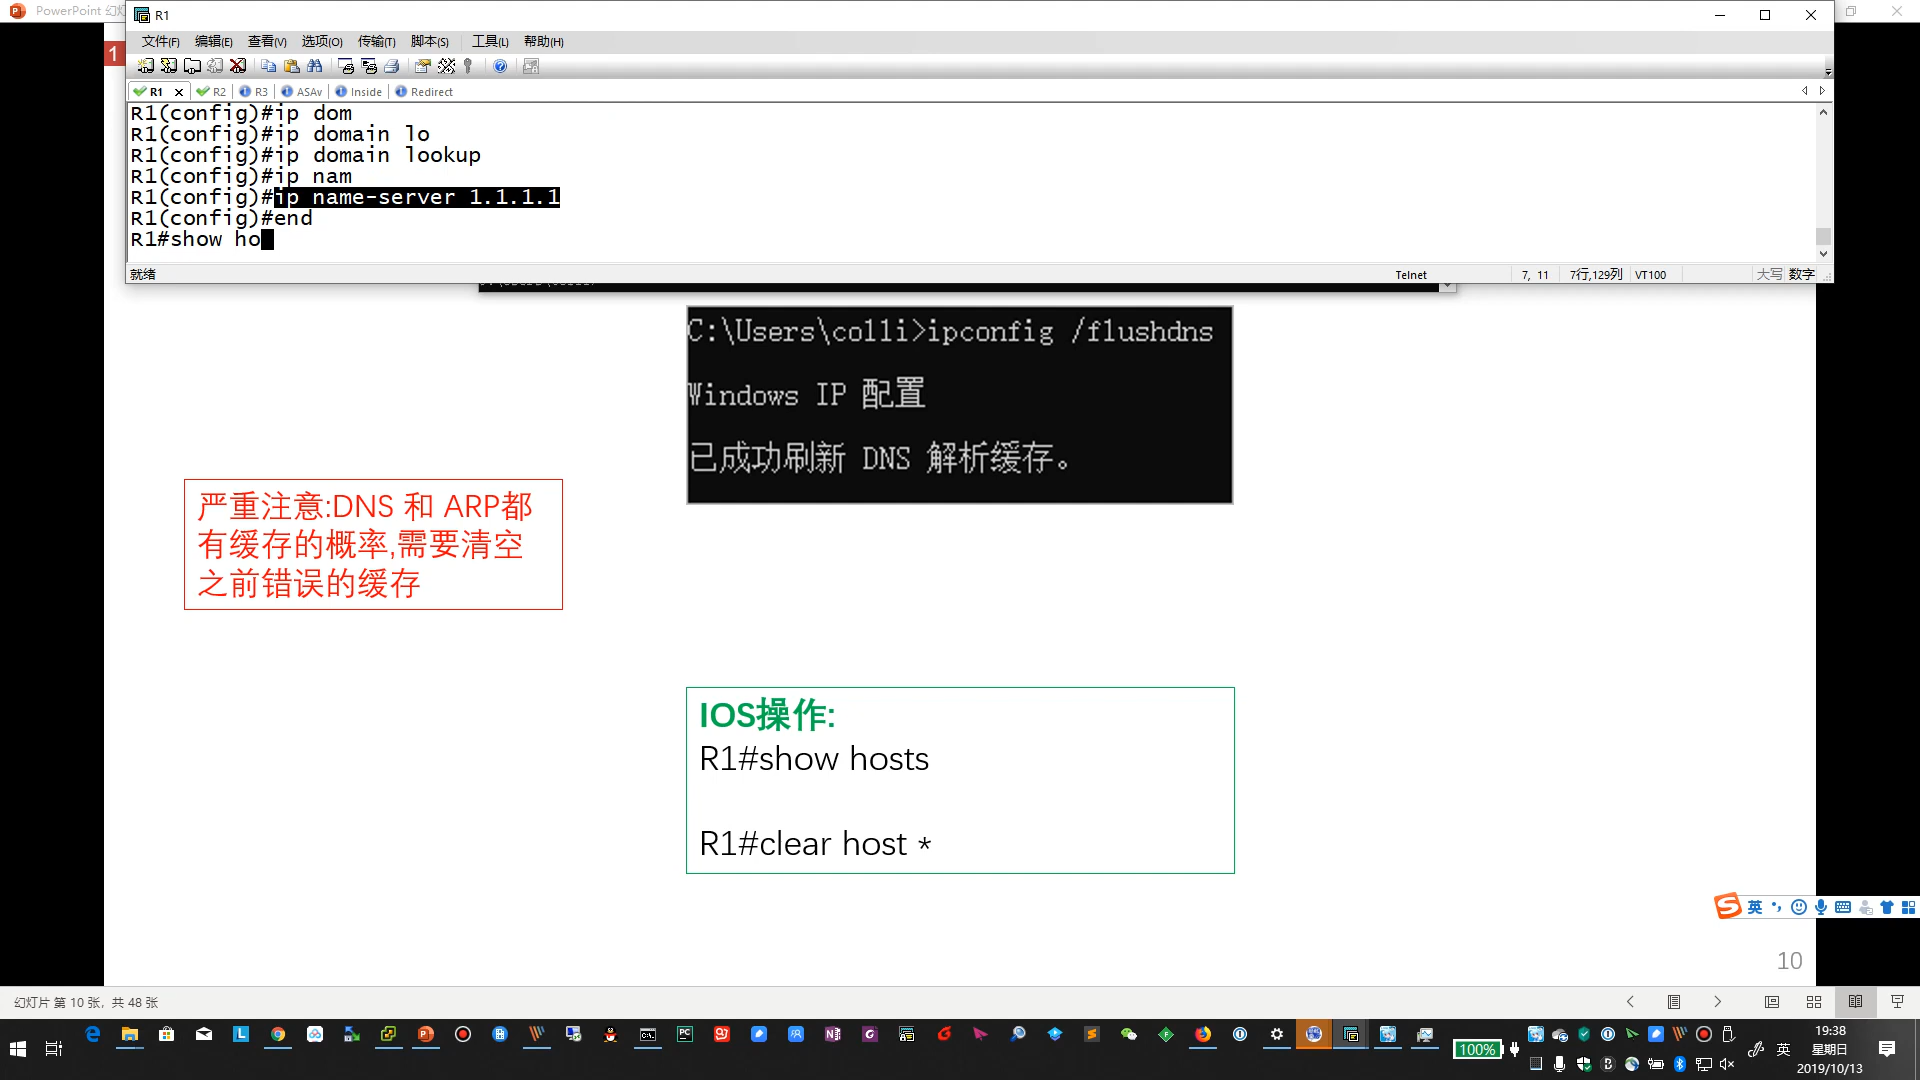 PowerPoint 幻灯
R1
文件(F) 编辑(E) 查看(V) 选项(O) 传输(T) 脚本(S) 工具(L) 帮助(H)
1
R1 R2 R3 ASAv Inside Redirect
R1(config)#ip dom
R1(config)#ip domain lo
R1(config)#ip domain lookup
R1(config)#ip nam
R1(config)#ip name-server 1.1.1.1
R1(config)#end
R1#show ho
就绪 Telnet 7, 11 7行,129列 VT100 大写 数字
C:\Users\colli>ipconfig /flushdns
Windows IP 配置
已成功刷新 DNS 解析缓存。
严重注意:DNS 和 ARP都
有缓存的概率,需要清空
之前错误的缓存
IOS操作:
R1#show hosts
R1#clear host *
英
10
幻灯片 第 10 张，共 48 张
100%
英
19:38
星期日
2019/10/13